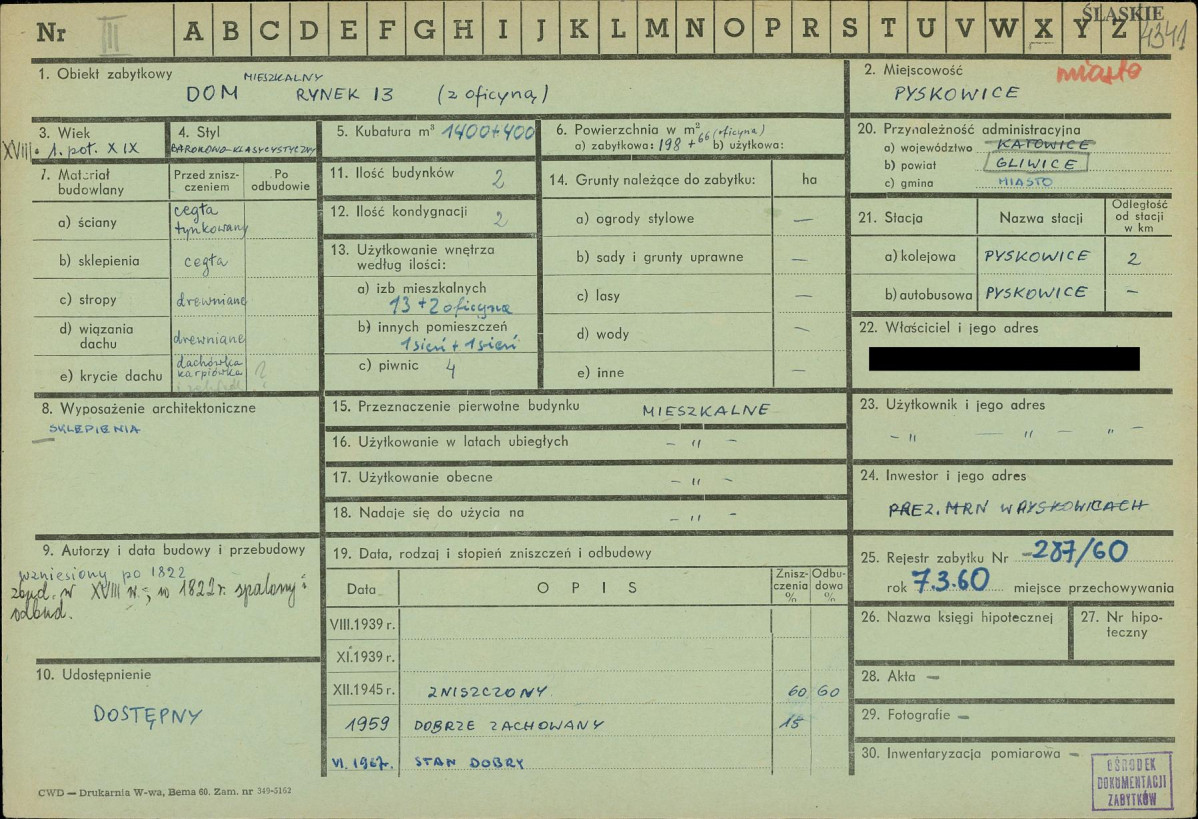 Nr III A B C D E F G H I J K L M N O P R S T U V W X Y Z
ŚLĄSKIE
4341
1. Obiekt zabytkowy
MIESZKALNY
DOM RYNEK 13 (z oficyną)
2. Miejscowość
miasto
PYSKOWICE
3. Wiek
XVIII. 1. poł. XIX
4. Styl
BAROKOWO-KLASYCYSTYCZNY
5. Kubatura m³ 1400+400
6. Powierzchnia w m² (oficyna)
a) zabytkowa: 198 + 66 b) użytkowa:
7. Materiał budowlany
Przed zniszczeniem
Po odbudowie
a) ściany cegła tynkowany
b) sklepienia cegła
c) stropy drewniane
d) wiązania dachu drewniane
e) krycie dachu dachówka karpiówka
8. Wyposażenie architektoniczne
SKLEPIENIA
9. Autorzy i data budowy i przebudowy
wzniesiony po 1822
zbud. w XVIII w.; w 1822 r. spalony i
odbud.
10. Udostępnienie
DOSTĘPNY
11. Ilość budynków 2
12. Ilość kondygnacji 2
13. Użytkowanie wnętrza
według ilości:
a) izb mieszkalnych
13 + 2 oficyna
b) innych pomieszczeń
1 sień + 1 sień
c) piwnic 4
14. Grunty należące do zabytku: ha
a) ogrody stylowe —
b) sady i grunty uprawne —
c) lasy —
d) wody —
e) inne —
15. Przeznaczenie pierwotne budynku MIESZKALNE
16. Użytkowanie w latach ubiegłych – " –
17. Użytkowanie obecne – " –
18. Nadaje się do użycia na – " –
19. Data, rodzaj i stopień zniszczeń i odbudowy
Data O P I S Zniszczenia % Odbudowa %
VIII.1939 r.
XI.1939 r.
XII.1945 r. ZNISZCZONY 60 60
1959 DOBRZE ZACHOWANY 15
VI. 1967r. STAN DOBRY
20. Przynależność administracyjna
a) województwo KATOWICE
b) powiat GLIWICE
c) gmina MIASTO
21. Stacja Nazwa stacji Odległość od stacji w km
a) kolejowa PYSKOWICE 2
b) autobusowa PYSKOWICE –
22. Właściciel i jego adres
23. Użytkownik i jego adres
– " — " – " –
24. Inwestor i jego adres
PREZ. MRN W PYSKOWICACH
25. Rejestr zabytku Nr 287/60
rok 7.3.60 miejsce przechowywania
26. Nazwa księgi hipotecznej
27. Nr hipoteczny
28. Akta —
29. Fotografie —
30. Inwentaryzacja pomiarowa —
OŚRODEK
DOKUMENTACJI
ZABYTKÓW
CWD — Drukarnia W-wa, Bema 60. Zam. nr 349-5162